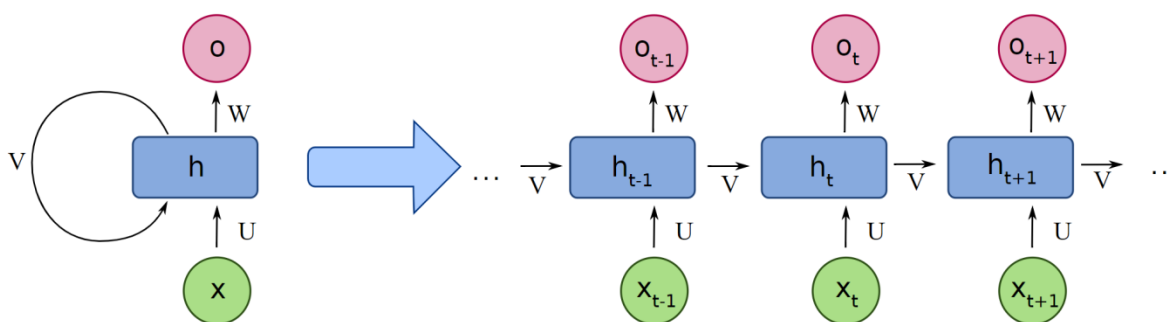 o
W
V
h
U
x
o_{t-1} o_t o_{t+1}
W W W
... V h_{t-1} V h_t V h_{t+1} V ..
U U U
x_{t-1} x_t x_{t+1}